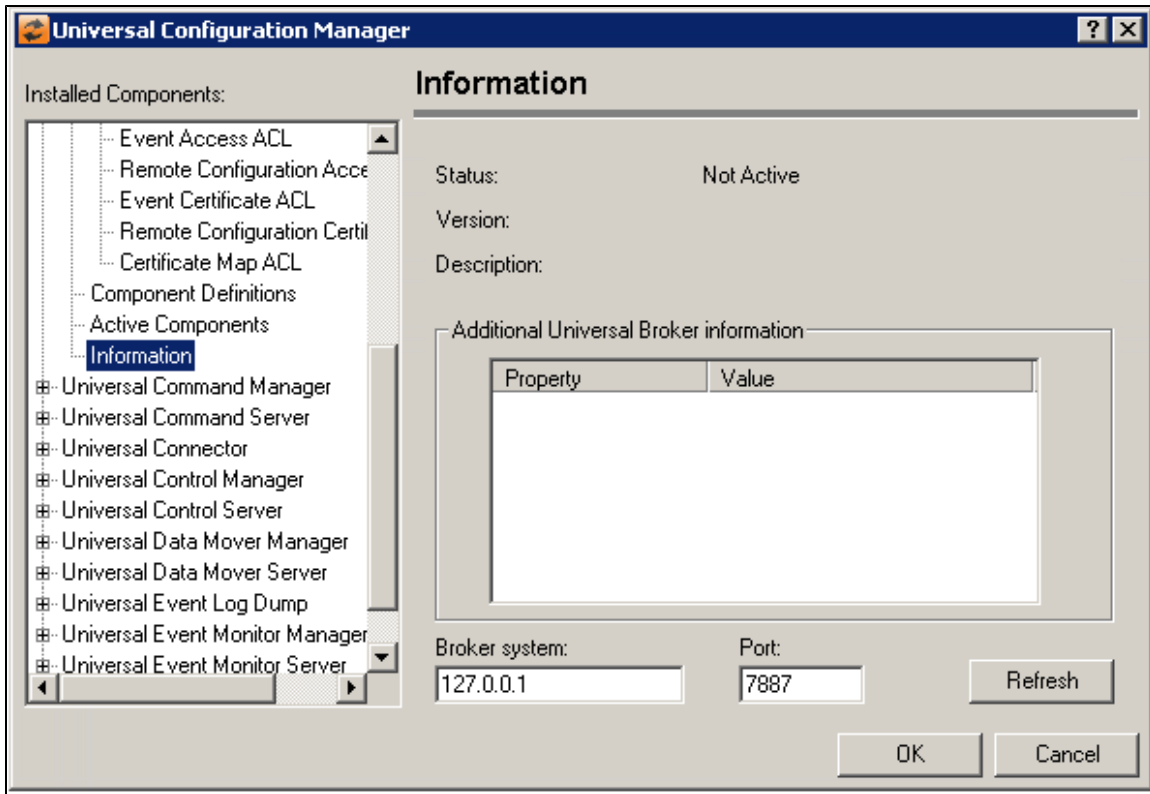 Universal Configuration Manager
Installed Components:
Event Access ACL
Remote Configuration Acce
Event Certificate ACL
Remote Configuration Certil
Certificate Map ACL
Component Definitions
Active Components
Information
Universal Command Manager
Universal Command Server
Universal Connector
Universal Control Manager
Universal Control Server
Universal Data Mover Manager
Universal Data Mover Server
Universal Event Log Dump
Universal Event Monitor Manager
Universal Event Monitor Server
Information
Status: Not Active
Version:
Description:
Additional Universal Broker information
Property Value
Broker system: Port:
127.0.0.1 7887 Refresh
OK Cancel